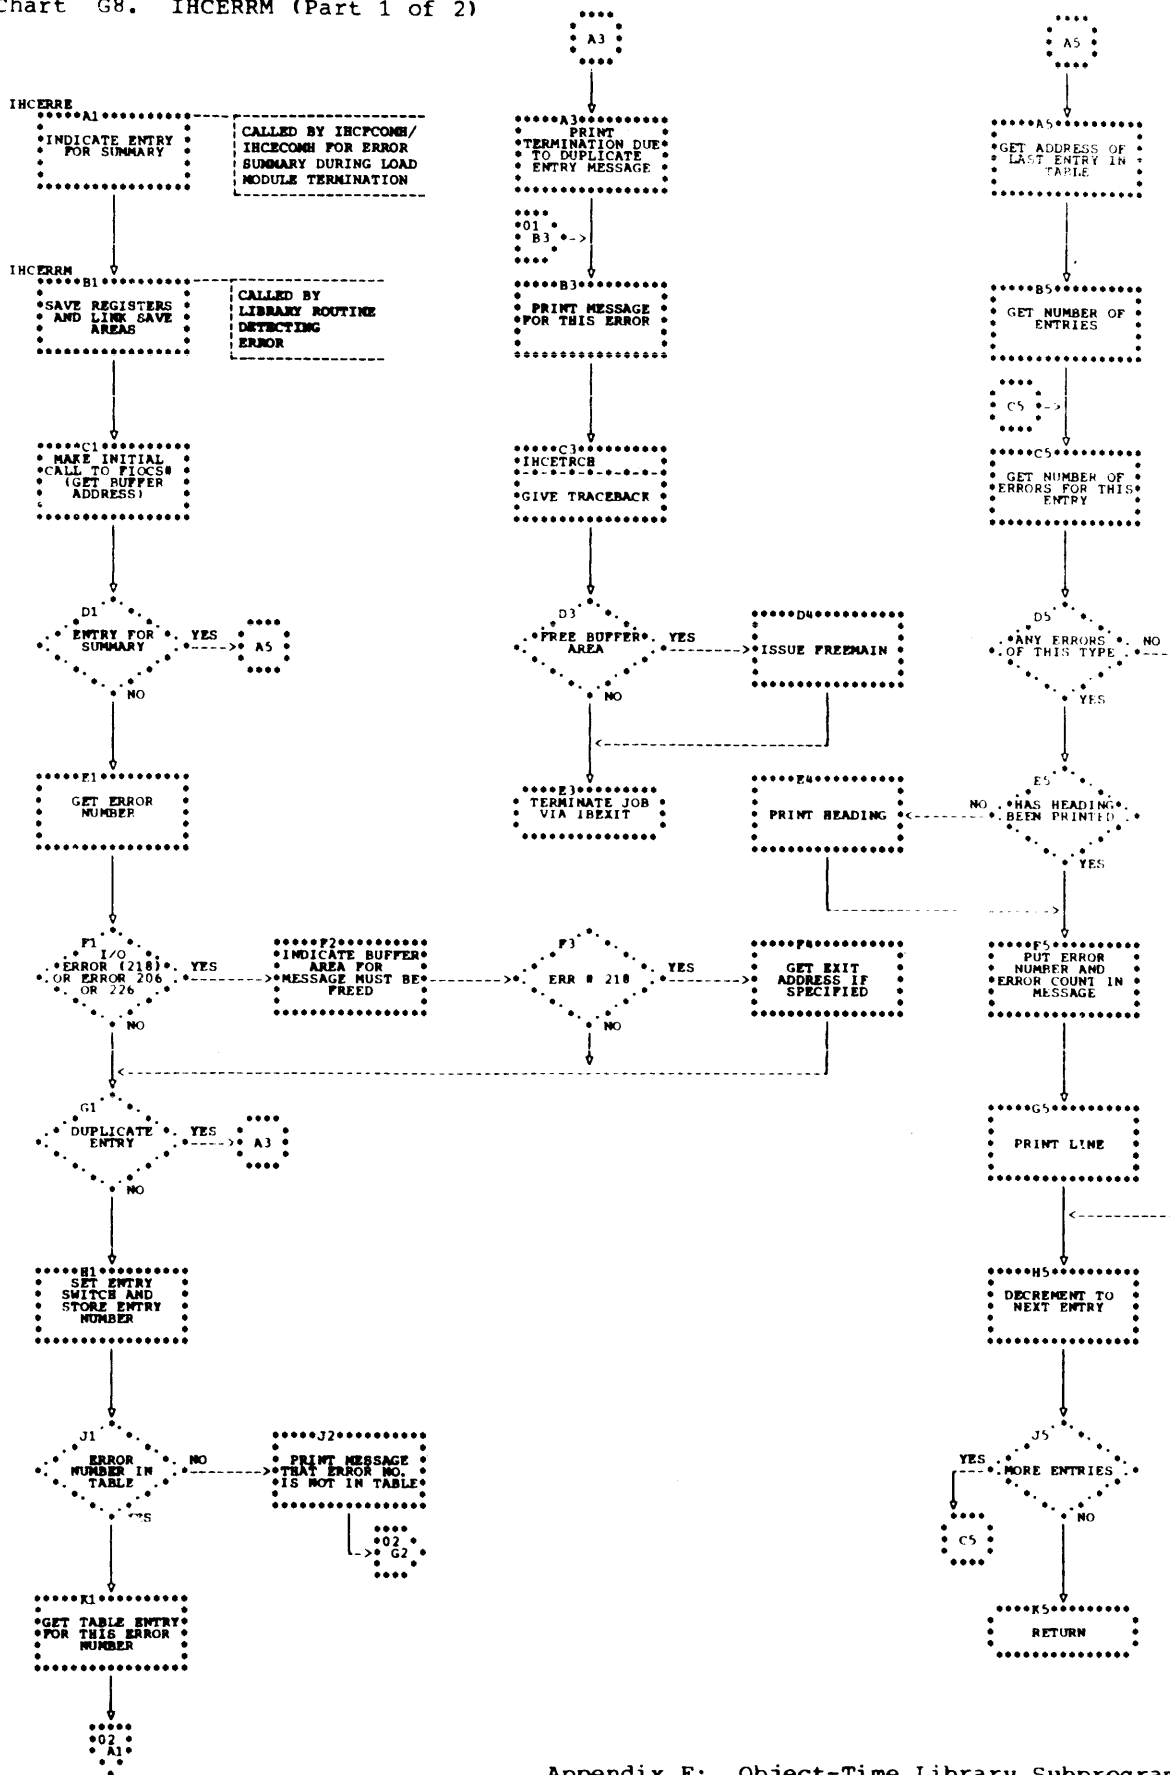 Chart G8. IHCERRM (Part 1 of 2)
IHCERRE
A1
INDICATE ENTRY
FOR SUMMARY
CALLED BY IHCFCOMH/
IHCECOMH FOR ERROR
SUMMARY DURING LOAD
MODULE TERMINATION
IHCERRM
B1
SAVE REGISTERS
AND LINK SAVE
AREAS
CALLED BY
LIBRARY ROUTINE
DETECTING
ERROR
C1
MAKE INITIAL
CALL TO FIOCS#
(GET BUFFER
ADDRESS)
D1
ENTRY FOR
SUMMARY
YES
A5
NO
E1
GET ERROR
NUMBER
F1
I/O
ERROR (218)
OR ERROR 206
OR 226
YES
NO
F2
INDICATE BUFFER
AREA FOR
MESSAGE MUST BE
FREED
F3
ERR # 218
YES
NO
F4
GET EXIT
ADDRESS IF
SPECIFIED
G1
DUPLICATE
ENTRY
YES
A3
NO
H1
SET ENTRY
SWITCH AND
STORE ENTRY
NUMBER
J1
ERROR
NUMBER IN
TABLE
NO
YES
J2
PRINT MESSAGE
THAT ERROR NO.
IS NOT IN TABLE
02
G2
K1
GET TABLE ENTRY
FOR THIS ERROR
NUMBER
02
A1
A3
A3
PRINT
TERMINATION DUE
TO DUPLICATE
ENTRY MESSAGE
01
B3
B3
PRINT MESSAGE
FOR THIS ERROR
C3
IHCETRCH
GIVE TRACEBACK
D3
FREE BUFFER
AREA
YES
NO
D4
ISSUE FREEMAIN
E3
TERMINATE JOB
VIA IBEXIT
A5
A5
GET ADDRESS OF
LAST ENTRY IN
TABLE
B5
GET NUMBER OF
ENTRIES
C5
C5
GET NUMBER OF
ERRORS FOR THIS
ENTRY
D5
ANY ERRORS
OF THIS TYPE
NO
YES
E5
HAS HEADING
BEEN PRINTED
NO
YES
E4
PRINT HEADING
F5
PUT ERROR
NUMBER AND
ERROR COUNT IN
MESSAGE
G5
PRINT LINE
H5
DECREMENT TO
NEXT ENTRY
J5
MORE ENTRIES
YES
NO
C5
K5
RETURN
Appendix F: Object-Time Library Subprogram